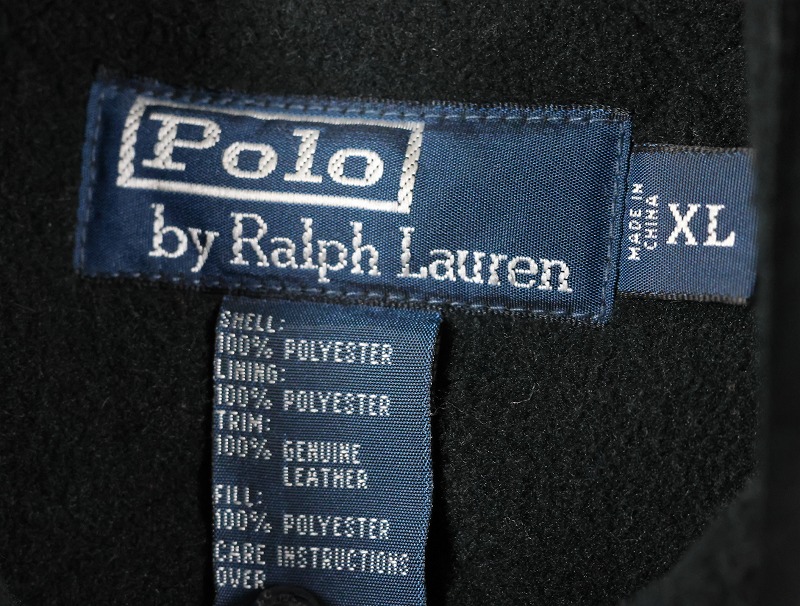 Polo
by Ralph Lauren
MADE IN
CHINA
XL
SHELL:
100% POLYESTER
LINING:
100% POLYESTER
TRIM:
100% GENUINE
LEATHER
FILL:
100% POLYESTER
CARE INSTRUCTIONS
OVER